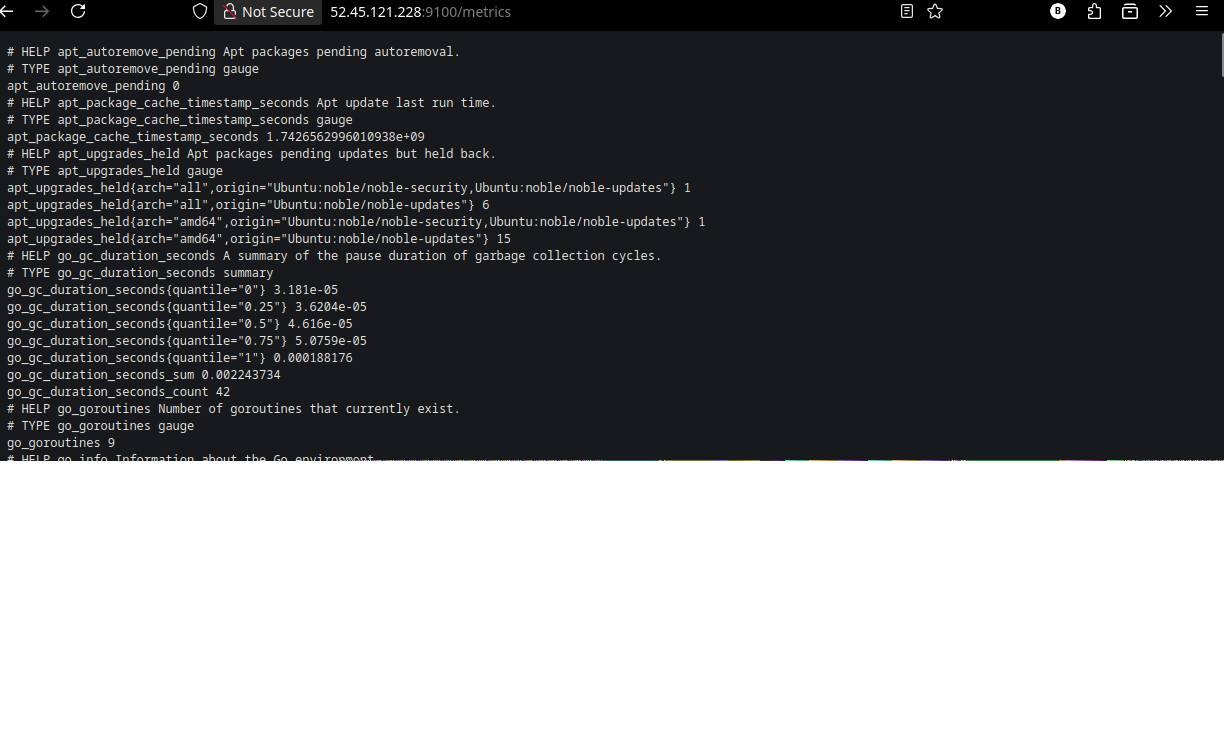 Not Secure 52.45.121.228:9100/metrics B
# HELP apt_autoremove_pending Apt packages pending autoremoval.
# TYPE apt_autoremove_pending gauge
apt_autoremove_pending 0
# HELP apt_package_cache_timestamp_seconds Apt update last run time.
# TYPE apt_package_cache_timestamp_seconds gauge
apt_package_cache_timestamp_seconds 1.7426562996010938e+09
# HELP apt_upgrades_held Apt packages pending updates but held back.
# TYPE apt_upgrades_held gauge
apt_upgrades_held{arch="all",origin="Ubuntu:noble/noble-security,Ubuntu:noble/noble-updates"} 1
apt_upgrades_held{arch="all",origin="Ubuntu:noble/noble-updates"} 6
apt_upgrades_held{arch="amd64",origin="Ubuntu:noble/noble-security,Ubuntu:noble/noble-updates"} 1
apt_upgrades_held{arch="amd64",origin="Ubuntu:noble/noble-updates"} 15
# HELP go_gc_duration_seconds A summary of the pause duration of garbage collection cycles.
# TYPE go_gc_duration_seconds summary
go_gc_duration_seconds{quantile="0"} 3.181e-05
go_gc_duration_seconds{quantile="0.25"} 3.6204e-05
go_gc_duration_seconds{quantile="0.5"} 4.616e-05
go_gc_duration_seconds{quantile="0.75"} 5.0759e-05
go_gc_duration_seconds{quantile="1"} 0.000188176
go_gc_duration_seconds_sum 0.002243734
go_gc_duration_seconds_count 42
# HELP go_goroutines Number of goroutines that currently exist.
# TYPE go_goroutines gauge
go_goroutines 9
# HELP go_info Information about the Go environment.